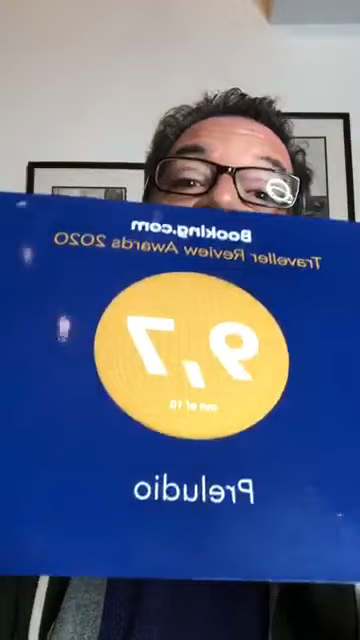 Booking.com
Traveller Review Awards 2020
9,7
out of 10
Preludio